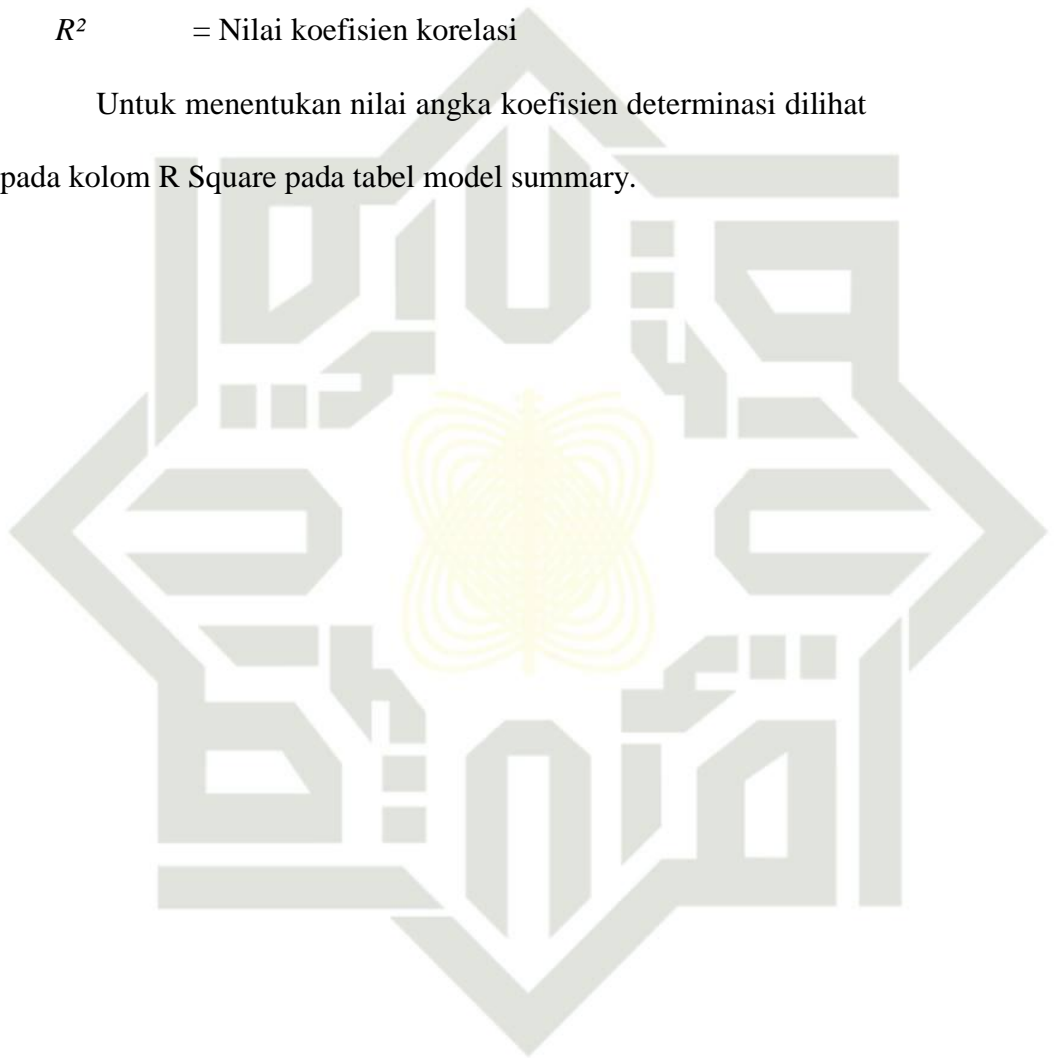 R² = Nilai koefisien korelasi
Untuk menentukan nilai angka koefisien determinasi dilihat
pada kolom R Square pada tabel model summary.